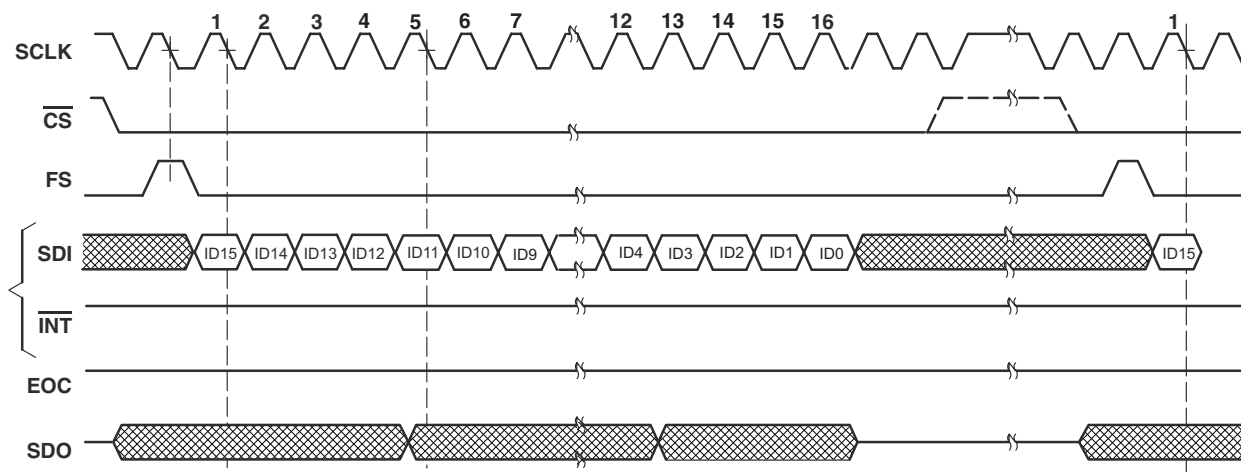 1 2 3 4 5 6 7 12 13 14 15 16 1
SCLK
CS
FS
SDI ID15 ID14 ID13 ID12 ID11 ID10 ID9 ID4 ID3 ID2 ID1 ID0 ID15
INT
EOC
SDO